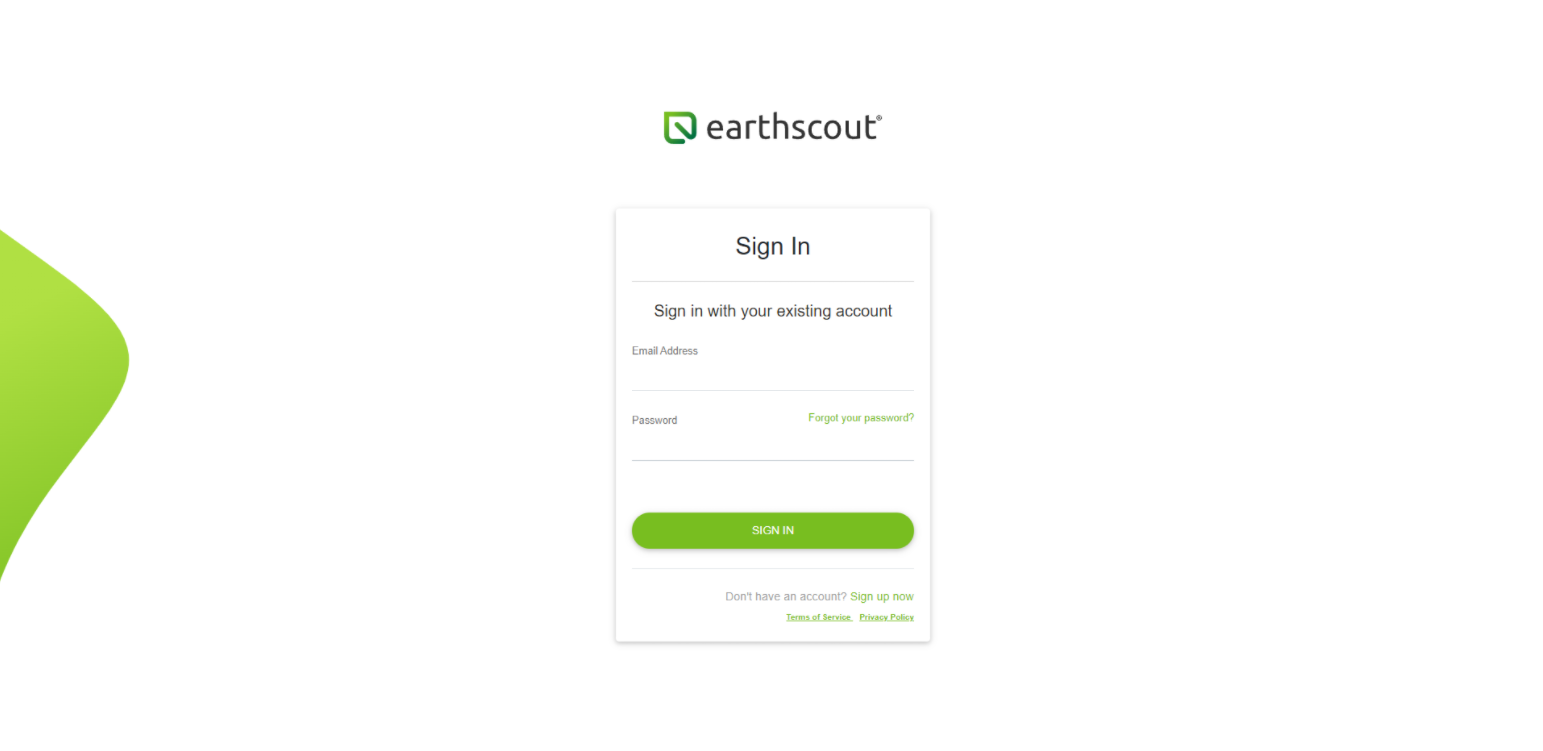 earthscout®
Sign In
Sign in with your existing account
Email Address
Password
Forgot your password?
SIGN IN
Don't have an account? Sign up now
Terms of Service Privacy Policy